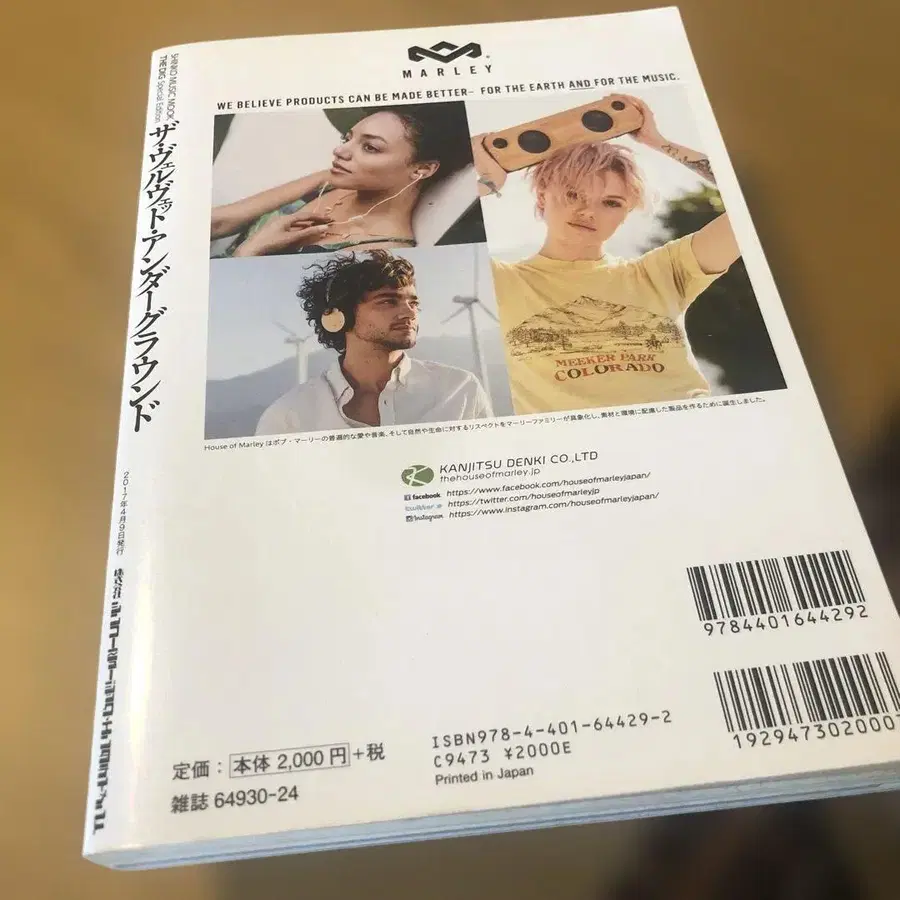 SHINKO MUSIC MOOK
THE DIG Special Edition
ザ・ヴェルヴェット・アンダーグラウンド
2017年4月9日発行
MARLEY
WE BELIEVE PRODUCTS CAN BE MADE BETTER– FOR THE EARTH AND FOR THE MUSIC.
MEEKER PARK
COLORADO
House of Marley はボブ・マーリーの普遍的な愛や音楽、そして自然や生命に対するリスペクトをマーリーファミリーが具象化し、素材と環境に配慮した製品を作るために誕生しました。
KANJITSU DENKI CO.,LTD
thehouseofmarley.jp
facebook https://www.facebook.com/houseofmarleyjapan/
twitter https://twitter.com/houseofmarleyjp
Instagram https://www.instagram.com/houseofmarleyjapan/
9784401644292
1929473020007
ISBN978-4-401-64429-2
C9473 ¥2000E
Printed in Japan
定価：本体 2,000 円+税
雑誌 64930-24